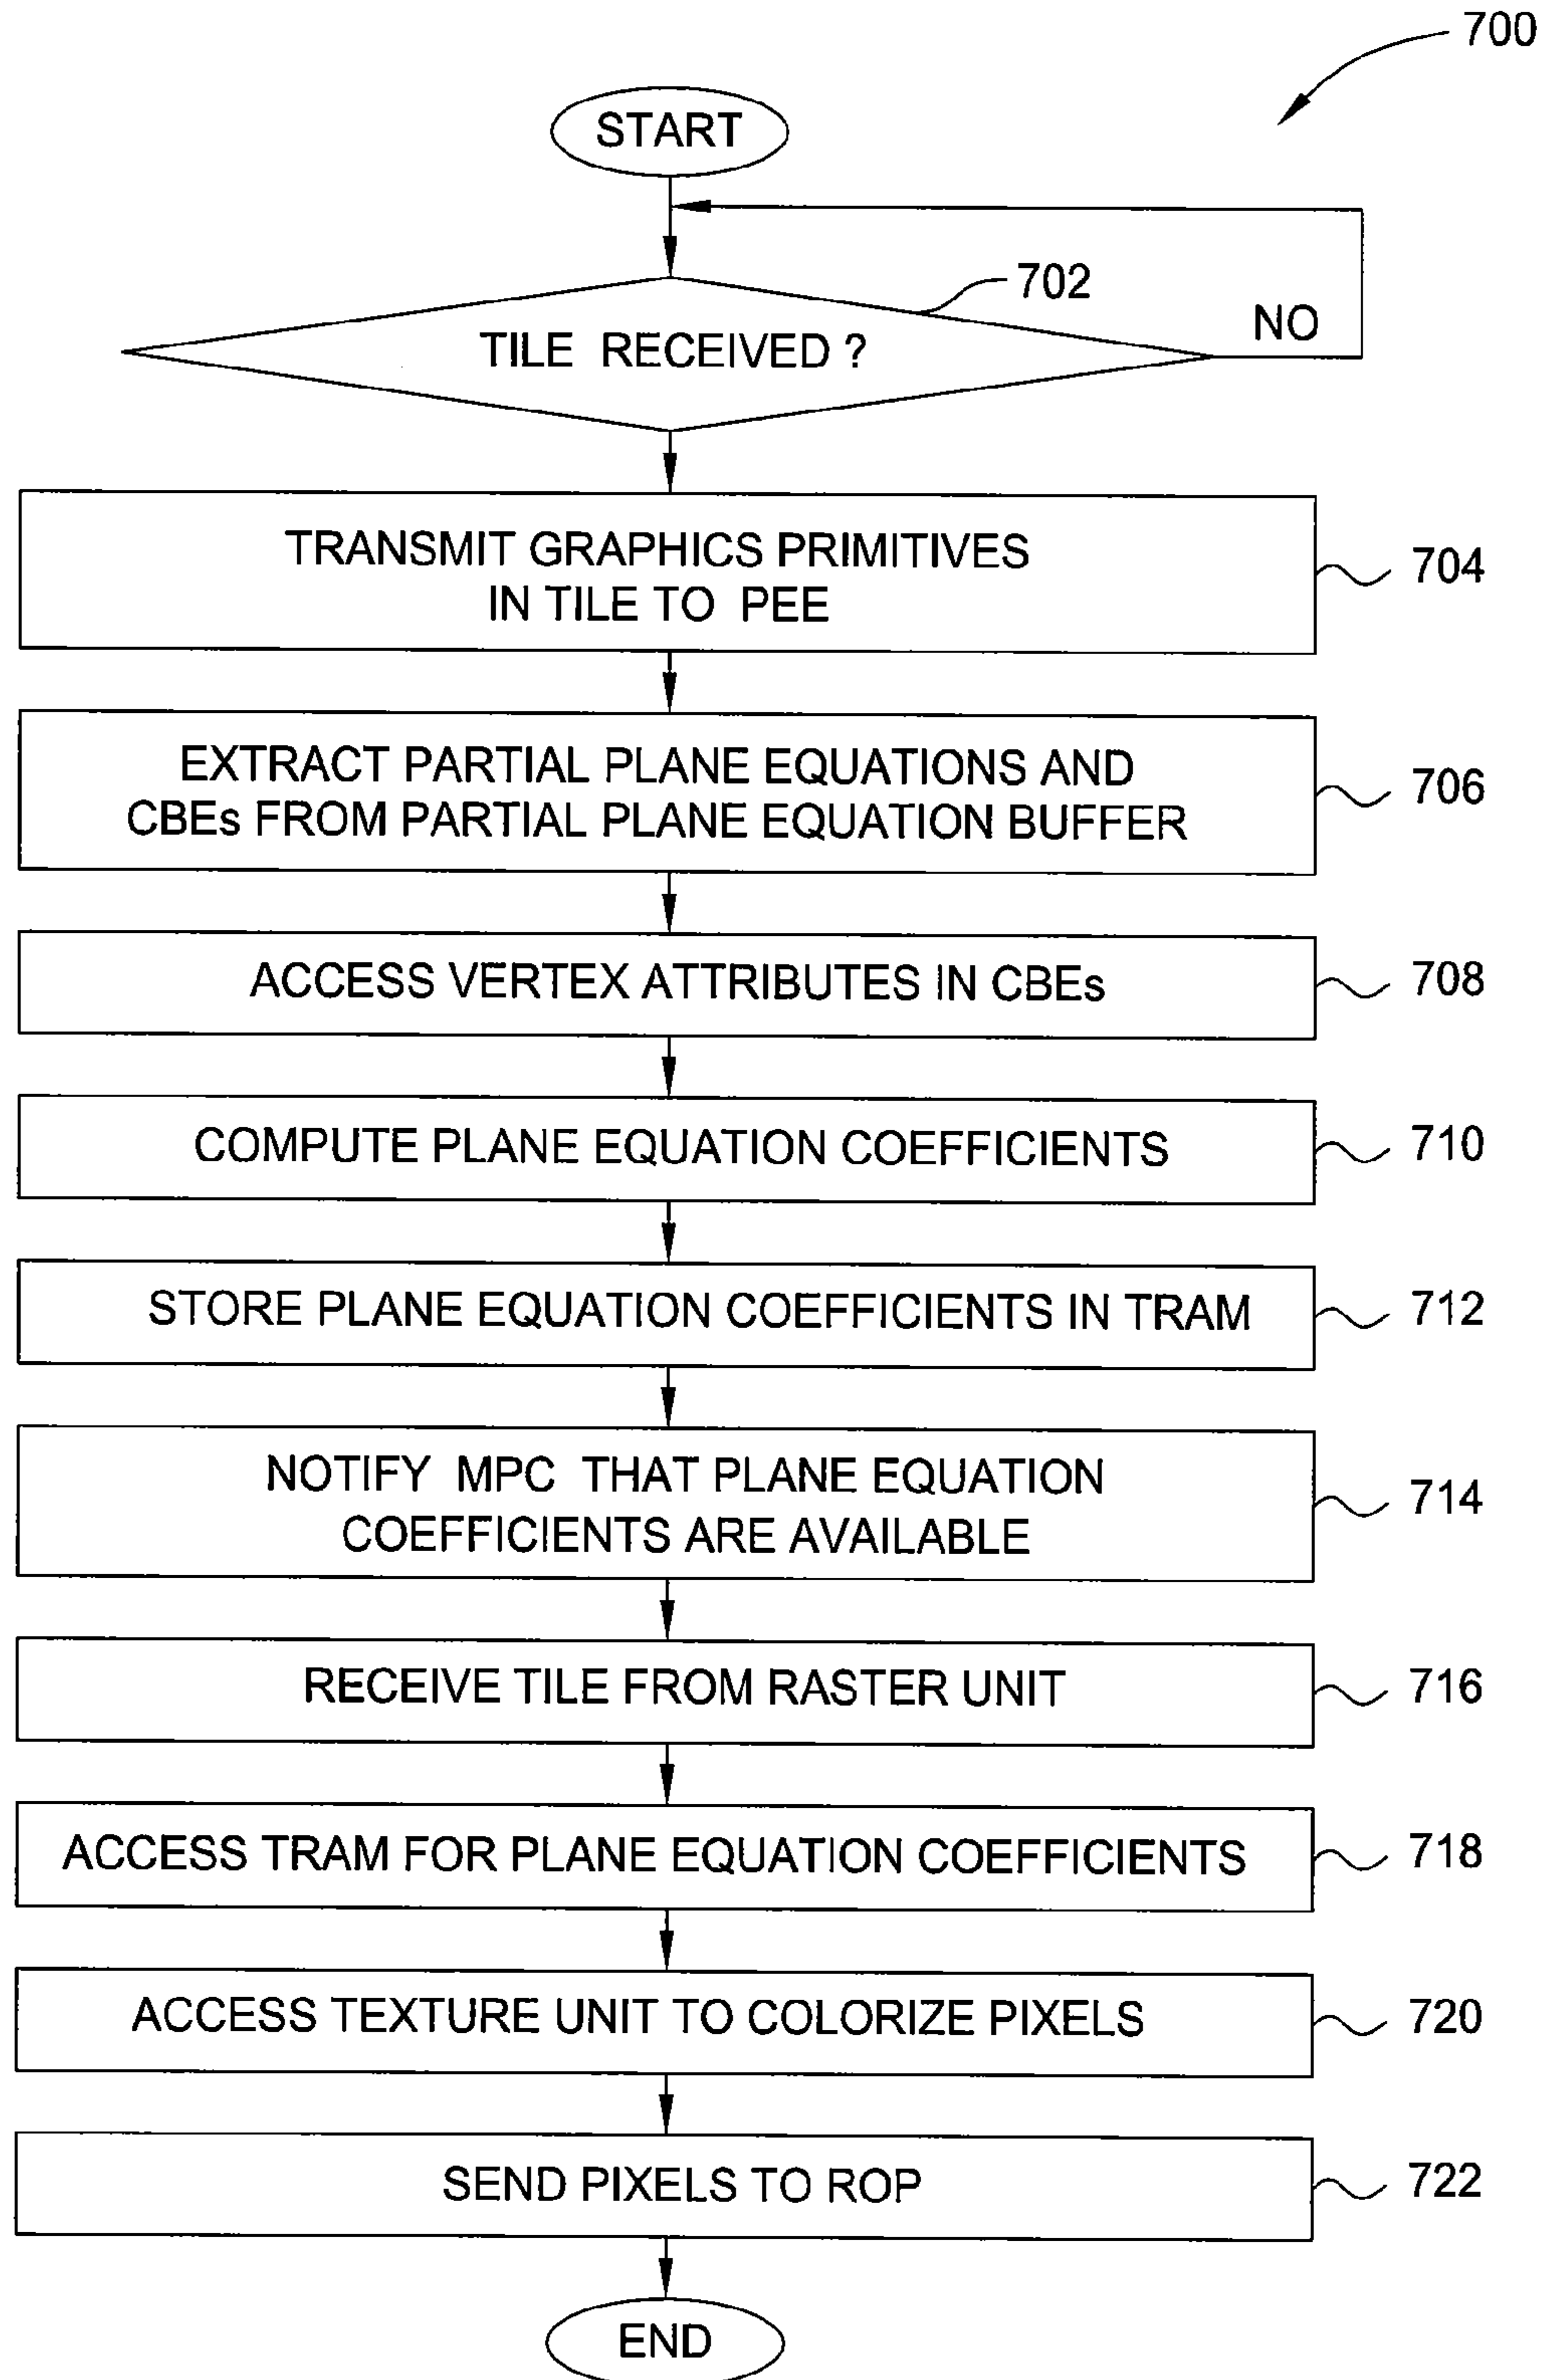 700
START
702
NO
TILE RECEIVED ?
TRANSMIT GRAPHICS PRIMITIVES
IN TILE TO PEE
704
EXTRACT PARTIAL PLANE EQUATIONS AND
CBEs FROM PARTIAL PLANE EQUATION BUFFER
706
ACCESS VERTEX ATTRIBUTES IN CBEs
708
COMPUTE PLANE EQUATION COEFFICIENTS
710
STORE PLANE EQUATION COEFFICIENTS IN TRAM
712
NOTIFY MPC THAT PLANE EQUATION
COEFFICIENTS ARE AVAILABLE
714
RECEIVE TILE FROM RASTER UNIT
716
ACCESS TRAM FOR PLANE EQUATION COEFFICIENTS
718
ACCESS TEXTURE UNIT TO COLORIZE PIXELS
720
SEND PIXELS TO ROP
722
END